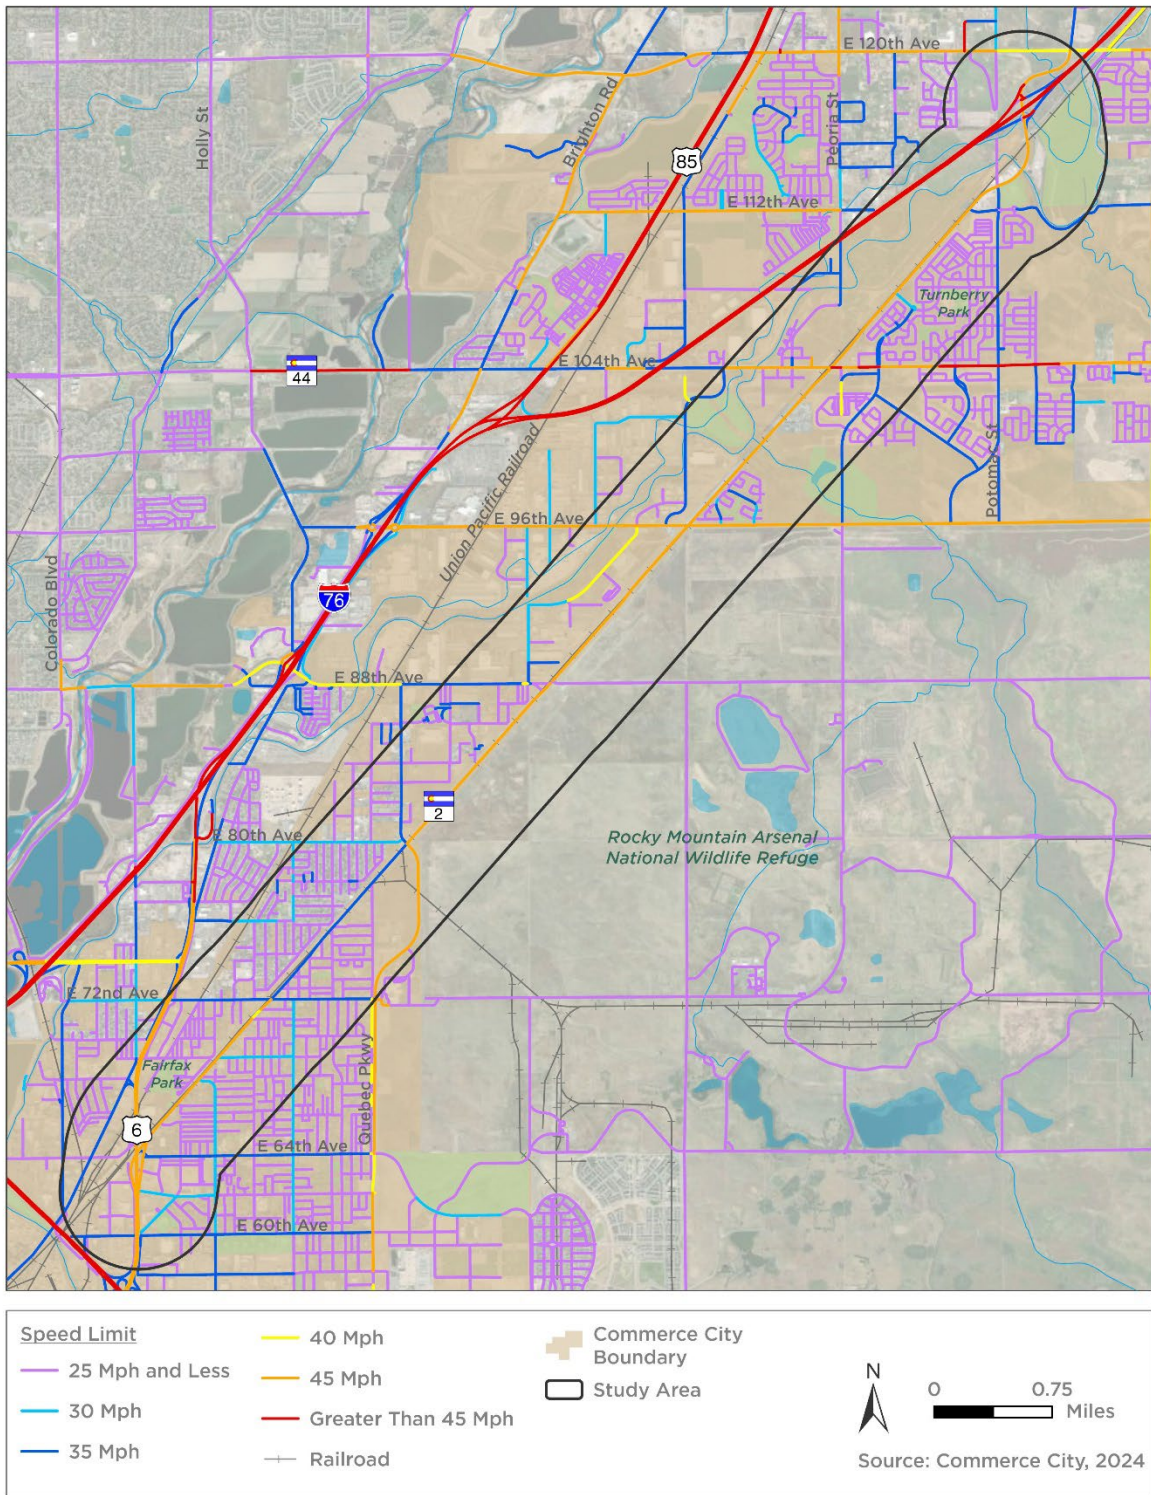 E 120th Ave
Holly St
Brighton Rd
Peoria St
85
E 112th Ave
Turnberry
Park
E 104th Ave
44
Potomac St
Union Pacific Railroad
E 96th Ave
Colorado Blvd
76
E 88th Ave
2
E 80th Ave
Rocky Mountain Arsenal
National Wildlife Refuge
E 72nd Ave
Fairfax
Park
Quebec Pkwy
6
E 64th Ave
E 60th Ave
Speed Limit
25 Mph and Less
30 Mph
35 Mph
40 Mph
45 Mph
Greater Than 45 Mph
Railroad
Commerce City
Boundary
Study Area
N
0 0.75
Miles
Source: Commerce City, 2024